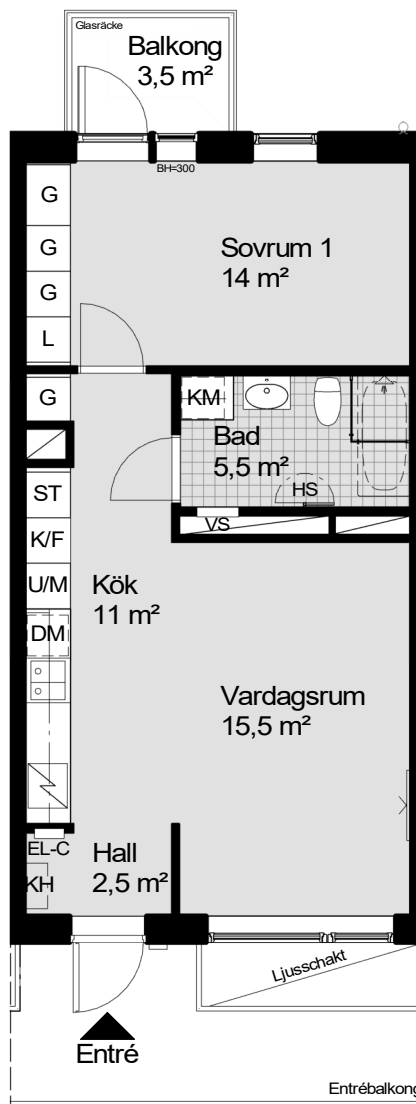 Glasräcke
Balkong
3,5 m²
BH=300
G
G
G
L
Sovrum 1
14 m²
G
KM
Bad
5,5 m²
HS
VS
ST
K/F
U/M
DM
Kök
11 m²
Vardagsrum
15,5 m²
EL-C
KH
Hall
2,5 m²
Ljusschakt
Entré
Entrébalkong